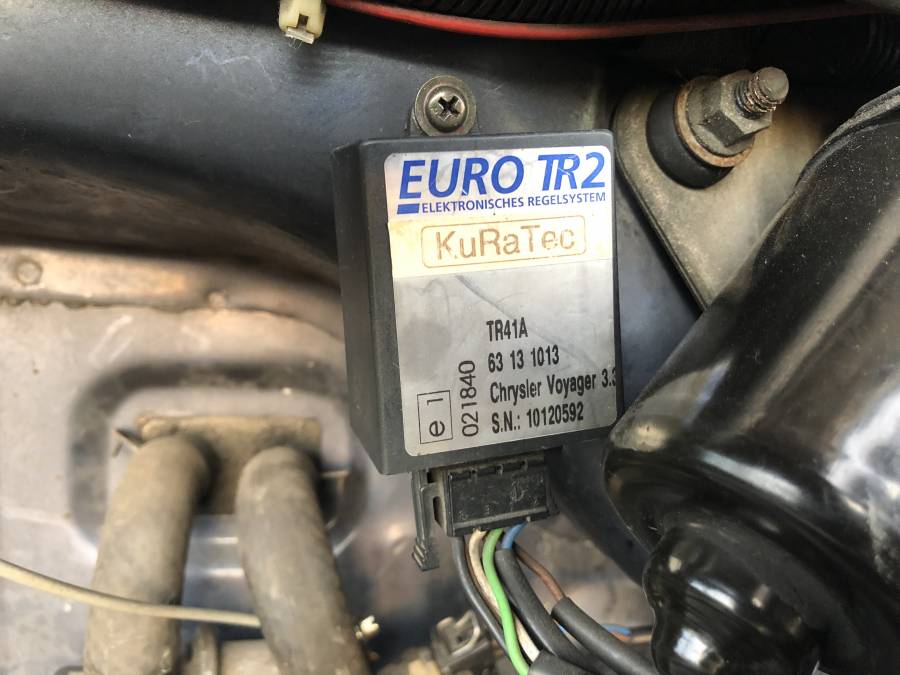 EURO TR2
ELEKTRONISCHES REGELSYSTEM
KuRaTec
TR41A
63 13 1013
Chrysler Voyager 3.3
S.N.: 10120592
e 1
021840